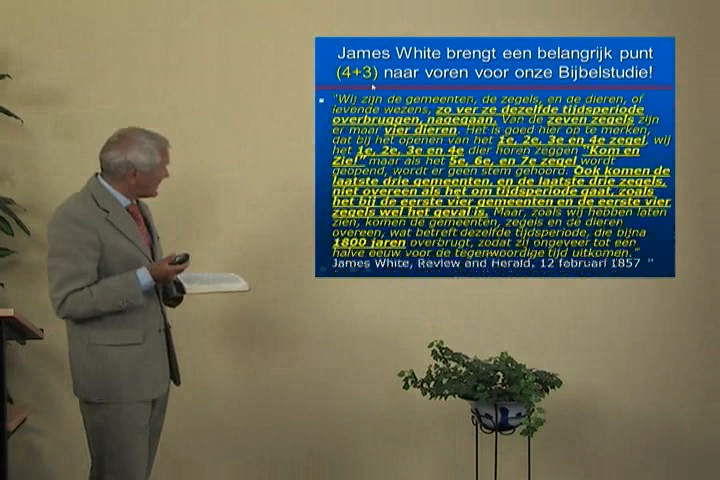 James White brengt een belangrijk punt
(4+3) naar voren voor onze Bijbelstudie!
"Wij zijn de gemeenten, de zegels, en de dieren, of
levende wezens, zo ver ze dezelfde tijdsperiode
overbruggen, nagegaan. Van de zeven zegels zijn
er maar vier dieren. Het is goed hier op te merken,
dat bij het openen van het 1e, 2e, 3e en 4e zegel, wij
het 1e, 2e, 3e en 4e dier horen zeggen "Kom en
Zie!" maar als het 5e, 6e, en 7e zegel wordt
geopend, wordt er geen stem gehoord. Ook komen de
laatste drie gemeenten, en de laatste drie zegels,
niet overeen als het om tijdsperiode gaat, zoals
het bij de eerste vier gemeenten en de eerste vier
zegels wel het geval is. Maar, zoals wij hebben laten
zien, komen de gemeenten, zegels en de dieren
overeen, wat betreft dezelfde tijdsperiode, die bijna
1800 jaren overbrugt, zodat zij ongeveer tot een
halve eeuw voor de tegenwoordige tijd uitkomen."
James White, Review and Herald, 12 februari 1857 "